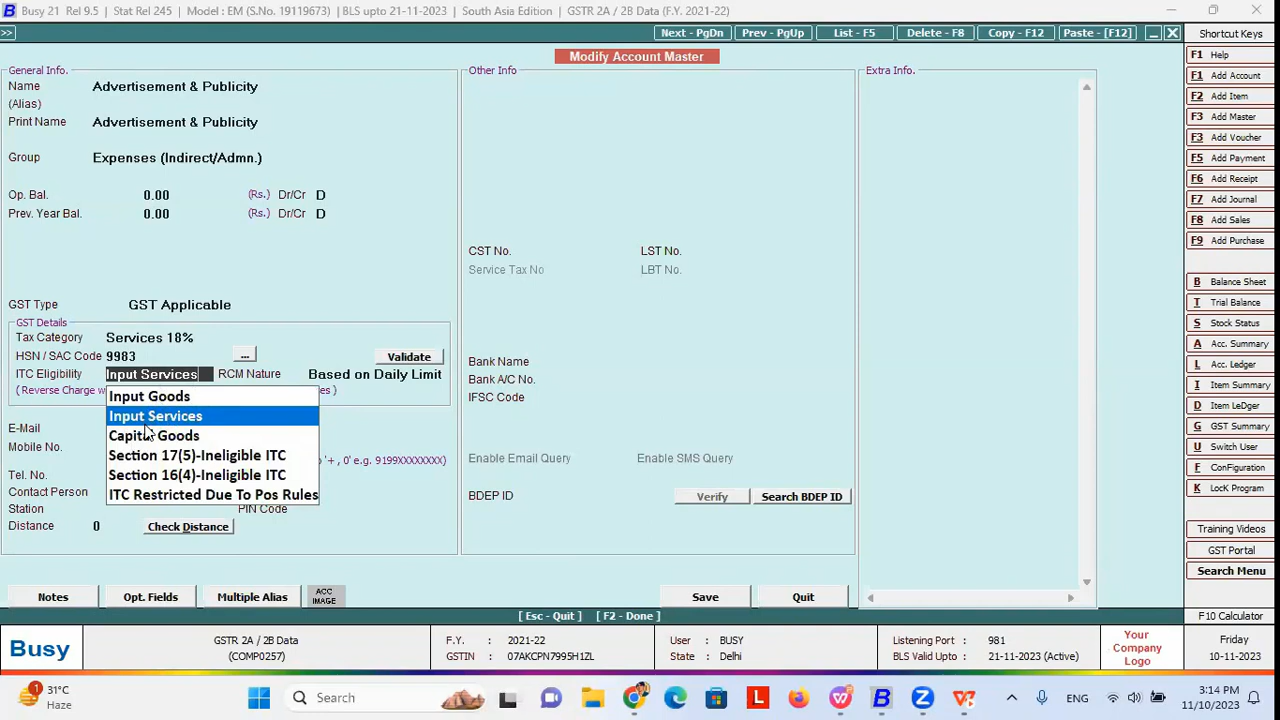 Busy 21 | Rel 9.5 | Stat Rel 245 | Model : EM (S.No. 19119673) | BLS upto 21-11-2023 | South Asia Edition | GSTR 2A / 2B Data (F.Y. 2021-22)
>> Next - PgDn Prev - PgUp List - F5 Delete - F8 Copy - F12 Paste - [F12]
Modify Account Master
General Info.
Name Advertisement & Publicity
(Alias)
Print Name Advertisement & Publicity
Group Expenses (Indirect/Admn.)
Op. Bal. 0.00 (Rs.) Dr/Cr D
Prev. Year Bal. 0.00 (Rs.) Dr/Cr D
GST Type GST Applicable
GST Details
Tax Category Services 18%
HSN / SAC Code 9983 ... Validate
ITC Eligibility Input Services RCM Nature Based on Daily Limit
( Reverse Charge
Input Goods
Input Services
Capital Goods
Section 17(5)-Ineligible ITC
Section 16(4)-Ineligible ITC
ITC Restricted Due To Pos Rules
E-Mail
Mobile No. '+ , 0' e.g. 9199XXXXXXXX)
Tel. No.
Contact Person
Station PIN Code
Distance 0 Check Distance
Notes Opt. Fields Multiple Alias ACC IMAGE
Other Info
CST No. LST No.
Service Tax No LBT No.
Bank Name
Bank A/C No.
IFSC Code
Enable Email Query Enable SMS Query
BDEP ID Verify Search BDEP ID
Save Quit
Extra Info.
[ Esc - Quit ] [ F2 - Done ]
Shortcut Keys
F1 Help
F1 Add Account
F2 Add Item
F3 Add Master
F3 Add Voucher
F5 Add Payment
F6 Add Receipt
F7 Add Journal
F8 Add Sales
F9 Add Purchase
B Balance Sheet
T Trial Balance
S Stock Status
A Acc. Summary
L Acc. Ledger
I Item Summary
D Item LeDger
G GST Summary
U Switch User
F ConFiguration
K LocK Program
Training Videos
GST Portal
Search Menu
F10 Calculator
Busy
GSTR 2A / 2B Data
(COMP0257)
F.Y. : 2021-22
GSTIN : 07AKCPN7995H1ZL
User : BUSY
State : Delhi
Listening Port : 981
BLS Valid Upto : 21-11-2023 (Active)
Your
Company
Logo
Friday
10-11-2023
1
31°C
Haze
Search
ENG
3:14 PM
11/10/2023